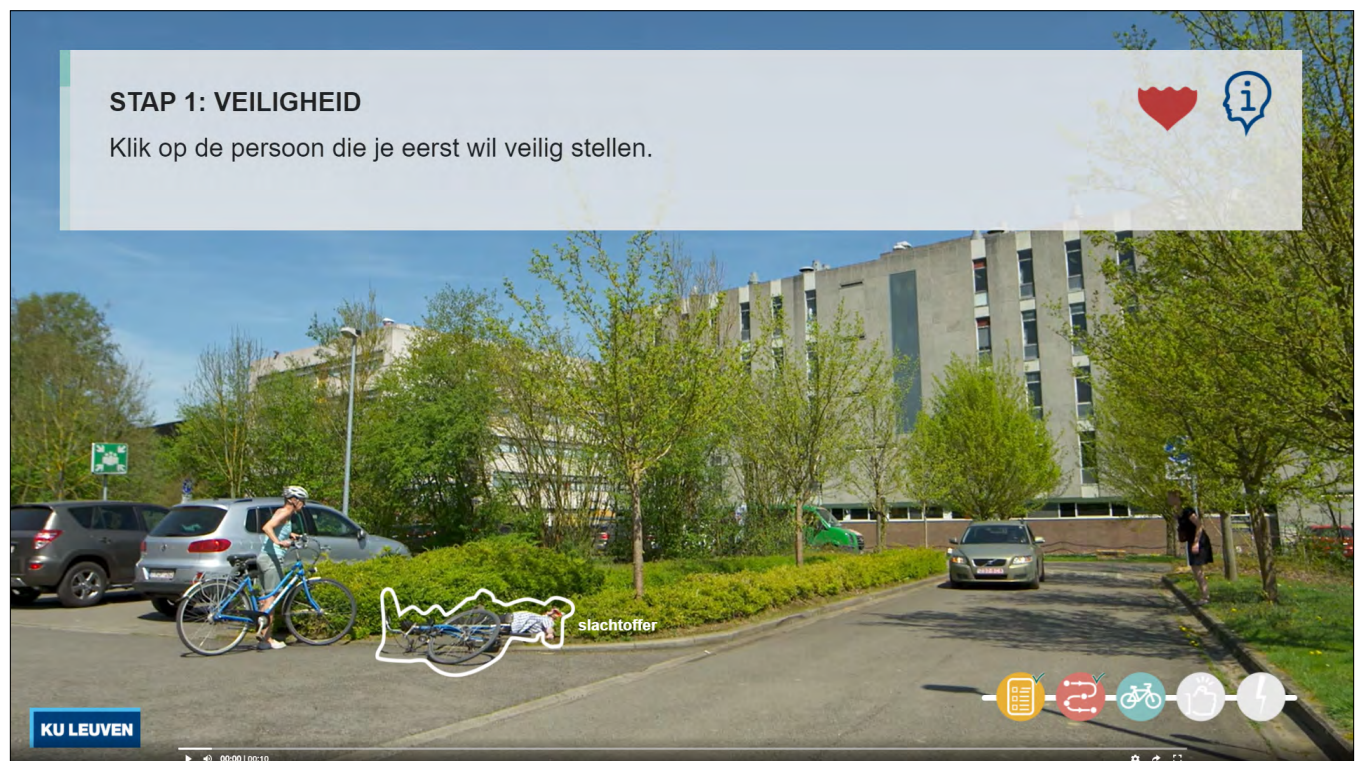 STAP 1: VEILIGHEID
Klik op de persoon die je eerst wil veilig stellen.
slachtoffer
KU LEUVEN
00:00 | 00:10